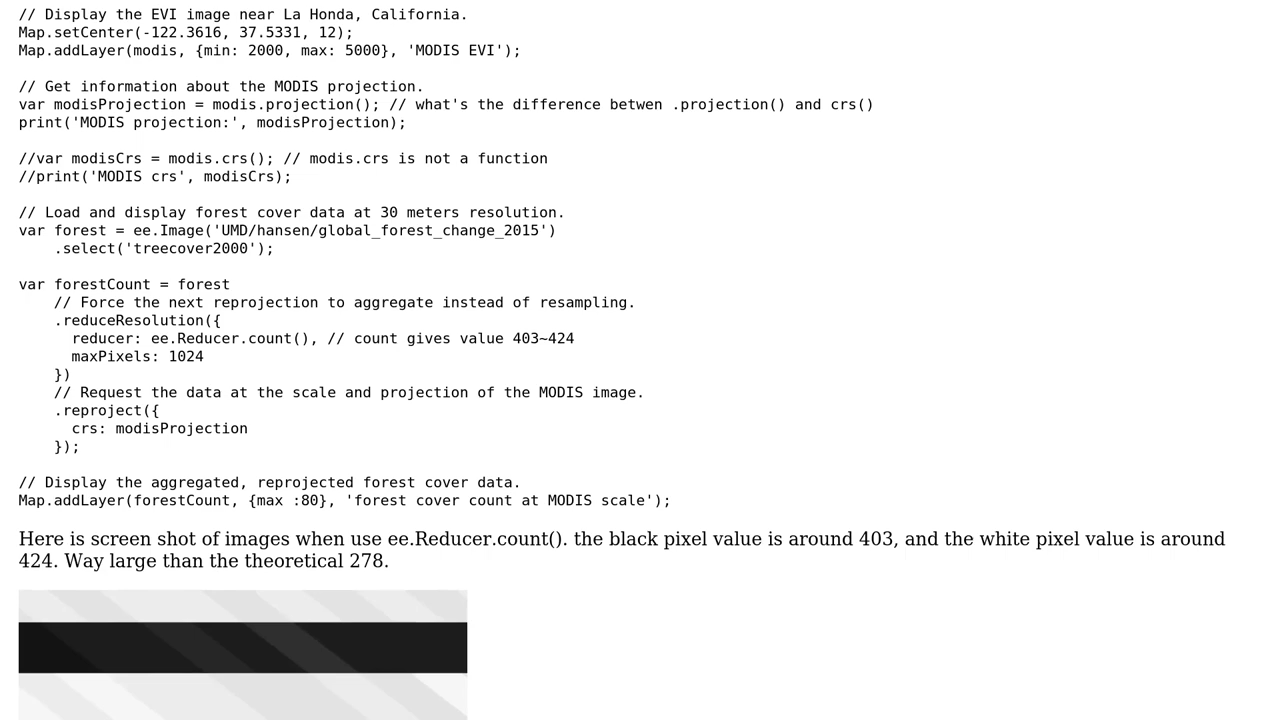 // Display the EVI image near La Honda, California.
Map.setCenter(-122.3616, 37.5331, 12);
Map.addLayer(modis, {min: 2000, max: 5000}, 'MODIS EVI');
// Get information about the MODIS projection.
var modisProjection = modis.projection(); // what's the difference betwen .projection() and crs()
print('MODIS projection:', modisProjection);
//var modisCrs = modis.crs(); // modis.crs is not a function
//print('MODIS crs', modisCrs);
// Load and display forest cover data at 30 meters resolution.
var forest = ee.Image('UMD/hansen/global_forest_change_2015')
    .select('treecover2000');
var forestCount = forest
    // Force the next reprojection to aggregate instead of resampling.
    .reduceResolution({
      reducer: ee.Reducer.count(), // count gives value 403~424
      maxPixels: 1024
    })
    // Request the data at the scale and projection of the MODIS image.
    .reproject({
      crs: modisProjection
    });
// Display the aggregated, reprojected forest cover data.
Map.addLayer(forestCount, {max :80}, 'forest cover count at MODIS scale');
Here is screen shot of images when use ee.Reducer.count(). the black pixel value is around 403, and the white pixel value is around
424. Way large than the theoretical 278.